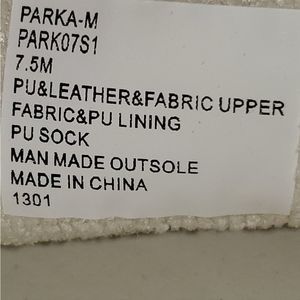 PARKA-M
PARK07S1
7.5M
PU&LEATHER&FABRIC UPPER
FABRIC&PU LINING
PU SOCK
MAN MADE OUTSOLE
MADE IN CHINA
1301